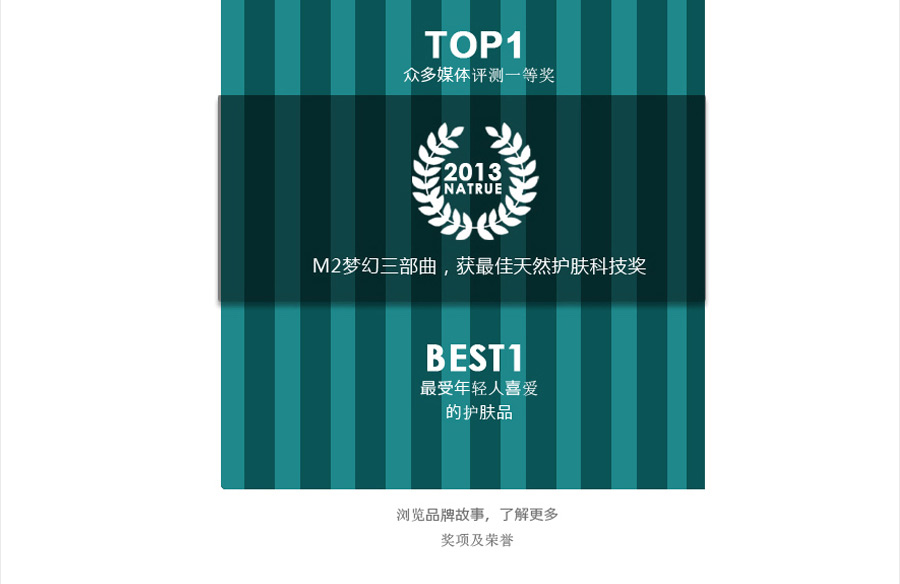 TOP1
众多媒体评测一等奖
2013
NATRUE
M2梦幻三部曲，获最佳天然护肤科技奖
BEST1
最受年轻人喜爱
的护肤品
浏览品牌故事，了解更多
奖项及荣誉